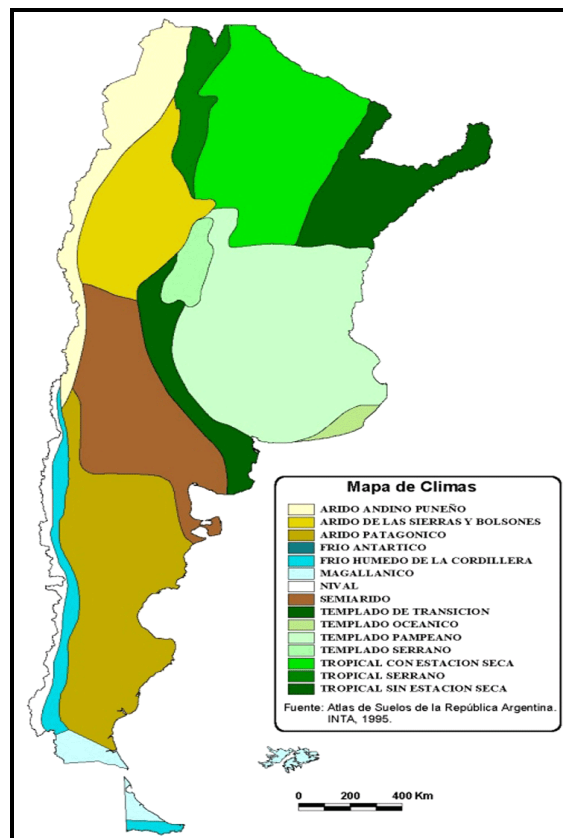 Mapa de Climas
ARIDO ANDINO PUNEÑO
ARIDO DE LAS SIERRAS Y BOLSONES
ARIDO PATAGONICO
FRIO ANTARTICO
FRIO HUMEDO DE LA CORDILLERA
MAGALLANICO
NIVAL
SEMIARIDO
TEMPLADO DE TRANSICION
TEMPLADO OCEANICO
TEMPLADO PAMPEANO
TEMPLADO SERRANO
TROPICAL CON ESTACION SECA
TROPICAL SERRANO
TROPICAL SIN ESTACION SECA
Fuente: Atlas de Suelos de la República Argentina.
INTA, 1995.
0 200 400 Km